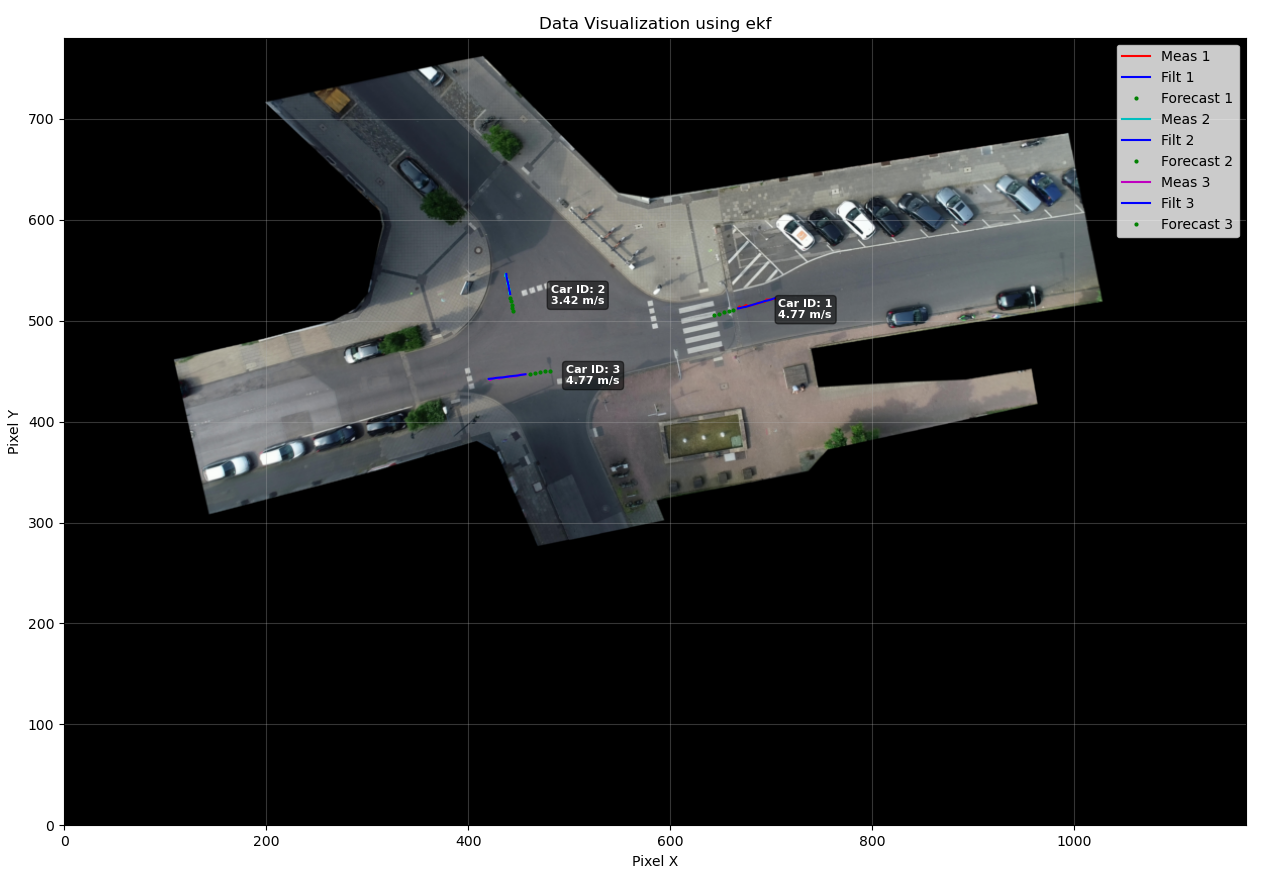 Data Visualization using ekf
Meas 1
Filt 1
Forecast 1
Meas 2
Filt 2
Forecast 2
Meas 3
Filt 3
Forecast 3
700
600
500
400
300
200
100
0
Pixel Y
Car ID: 2
3.42 m/s
Car ID: 1
4.77 m/s
Car ID: 3
4.77 m/s
0
200
400
600
800
1000
Pixel X